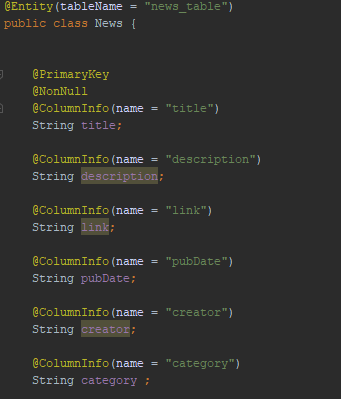 @Entity(tableName = "news_table")
public class News {
@PrimaryKey
@NonNull
@ColumnInfo(name = "title")
String title;
@ColumnInfo(name = "description")
String description;
@ColumnInfo(name = "link")
String link;
@ColumnInfo(name = "pubDate")
String pubDate;
@ColumnInfo(name = "creator")
String creator;
@ColumnInfo(name = "category")
String category ;